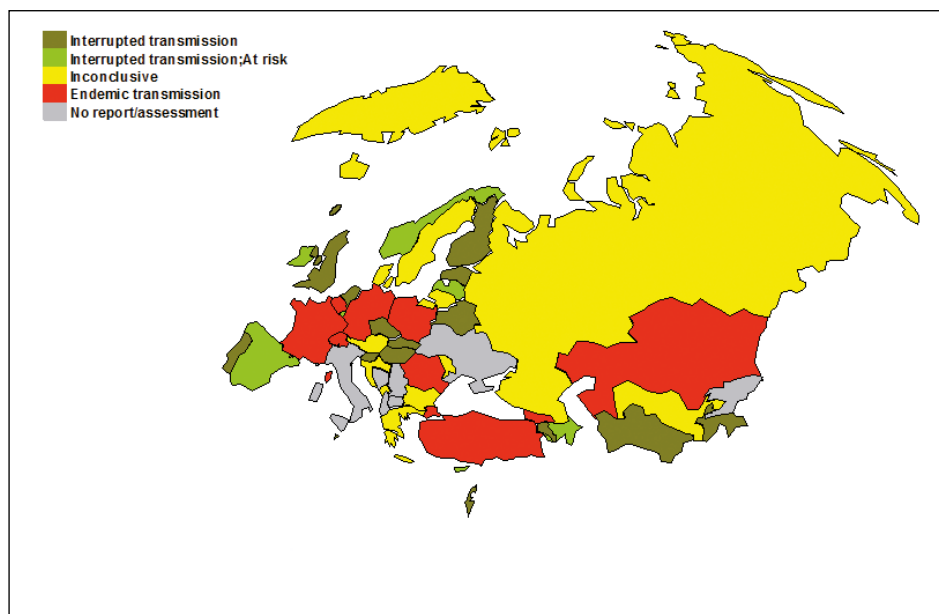 Interrupted transmission
Interrupted transmission;At risk
Inconclusive
Endemic transmission
No report/assessment